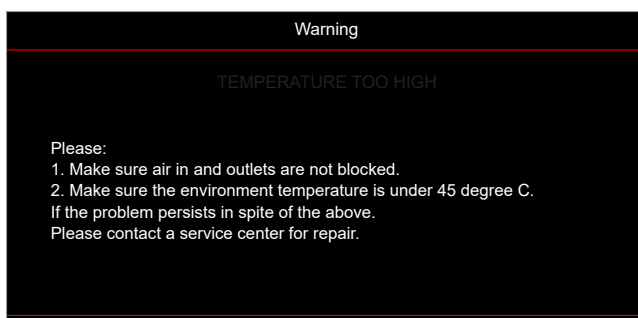 Warning
TEMPERATURE TOO HIGH
Please:
1. Make sure air in and outlets are not blocked.
2. Make sure the environment temperature is under 45 degree C.
If the problem persists in spite of the above.
Please contact a service center for repair.